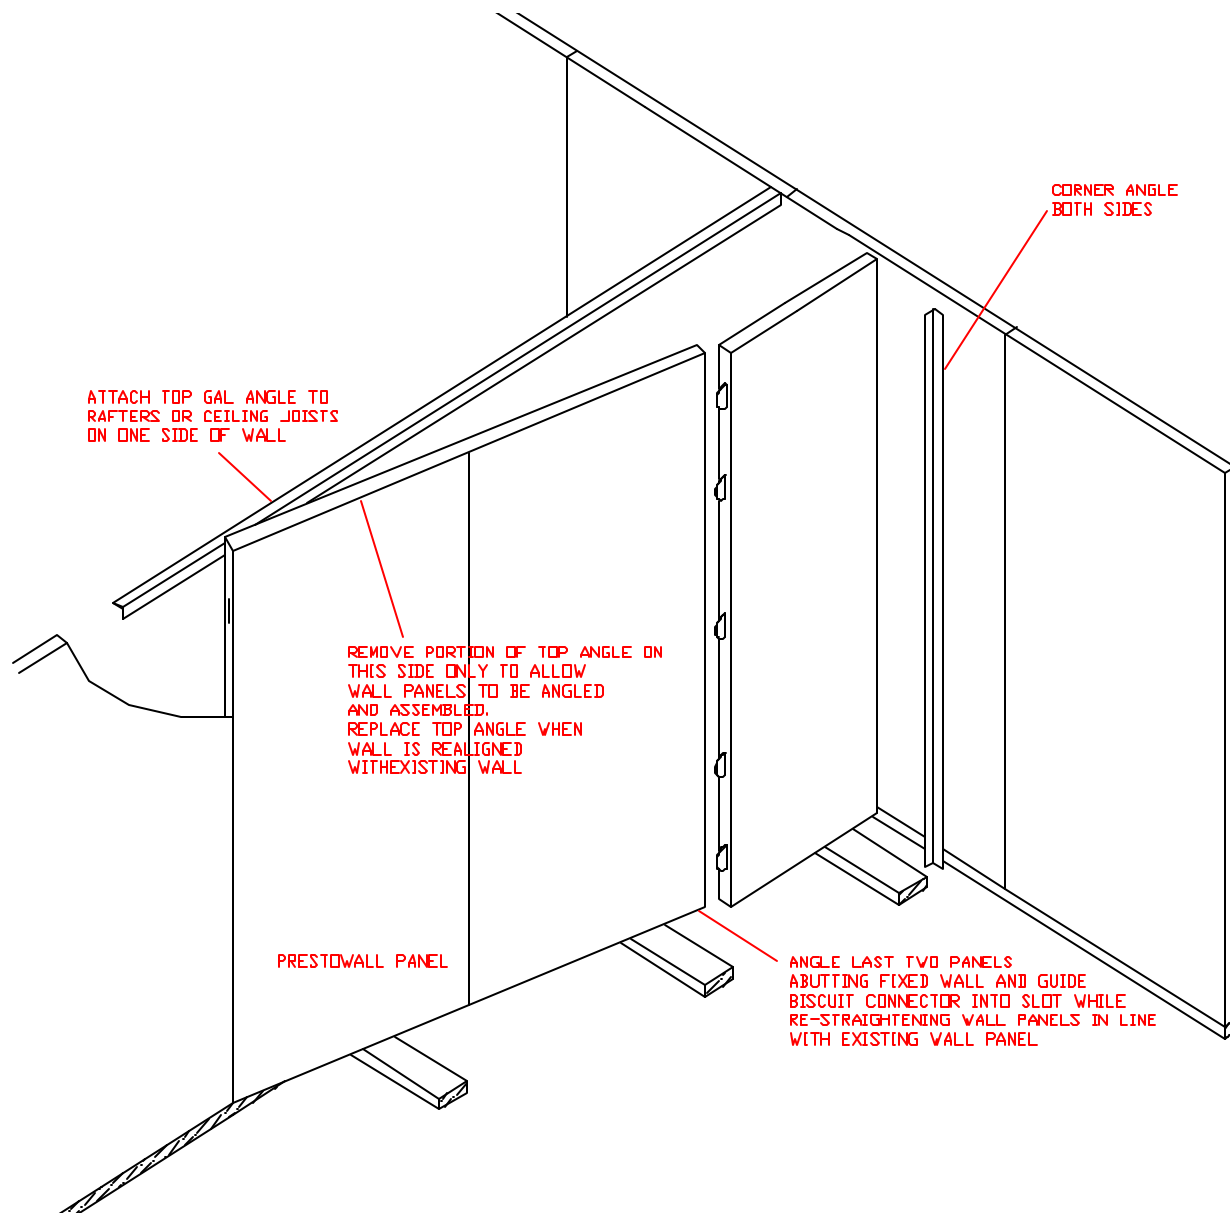 CORNER ANGLE
BOTH SIDES
ATTACH TOP GAL ANGLE TO
RAFTERS OR CEILING JOISTS
ON ONE SIDE OF WALL
REMOVE PORTION OF TOP ANGLE ON
THIS SIDE ONLY TO ALLOW
WALL PANELS TO BE ANGLED
AND ASSEMBLED.
REPLACE TOP ANGLE WHEN
WALL IS REALIGNED
WITHEXISTING WALL
PRESTOWALL PANEL
ANGLE LAST TWO PANELS
ABUTTING FIXED WALL AND GUIDE
BISCUIT CONNECTOR INTO SLOT WHILE
RE-STRAIGHTENING WALL PANELS IN LINE
WITH EXISTING WALL PANEL